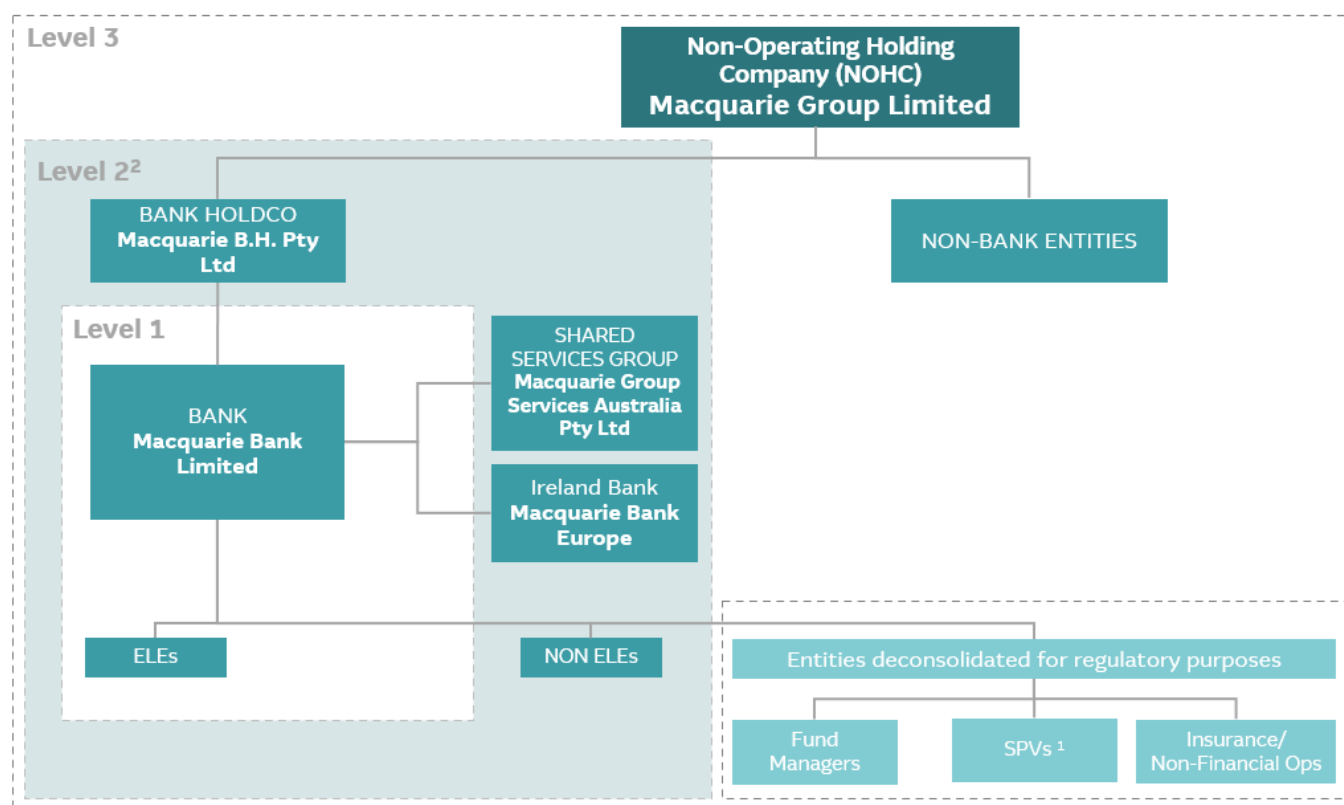 Level 3
Non-Operating Holding
Company (NOHC)
Macquarie Group Limited
Level 2²
BANK HOLDCO
Macquarie B.H. Pty
Ltd
NON-BANK ENTITIES
Level 1
BANK
Macquarie Bank
Limited
SHARED
SERVICES GROUP
Macquarie Group
Services Australia
Pty Ltd
Ireland Bank
Macquarie Bank
Europe
ELEs
NON ELEs
Entities deconsolidated for regulatory purposes
Fund
Managers
SPVs ¹
Insurance/
Non-Financial Ops